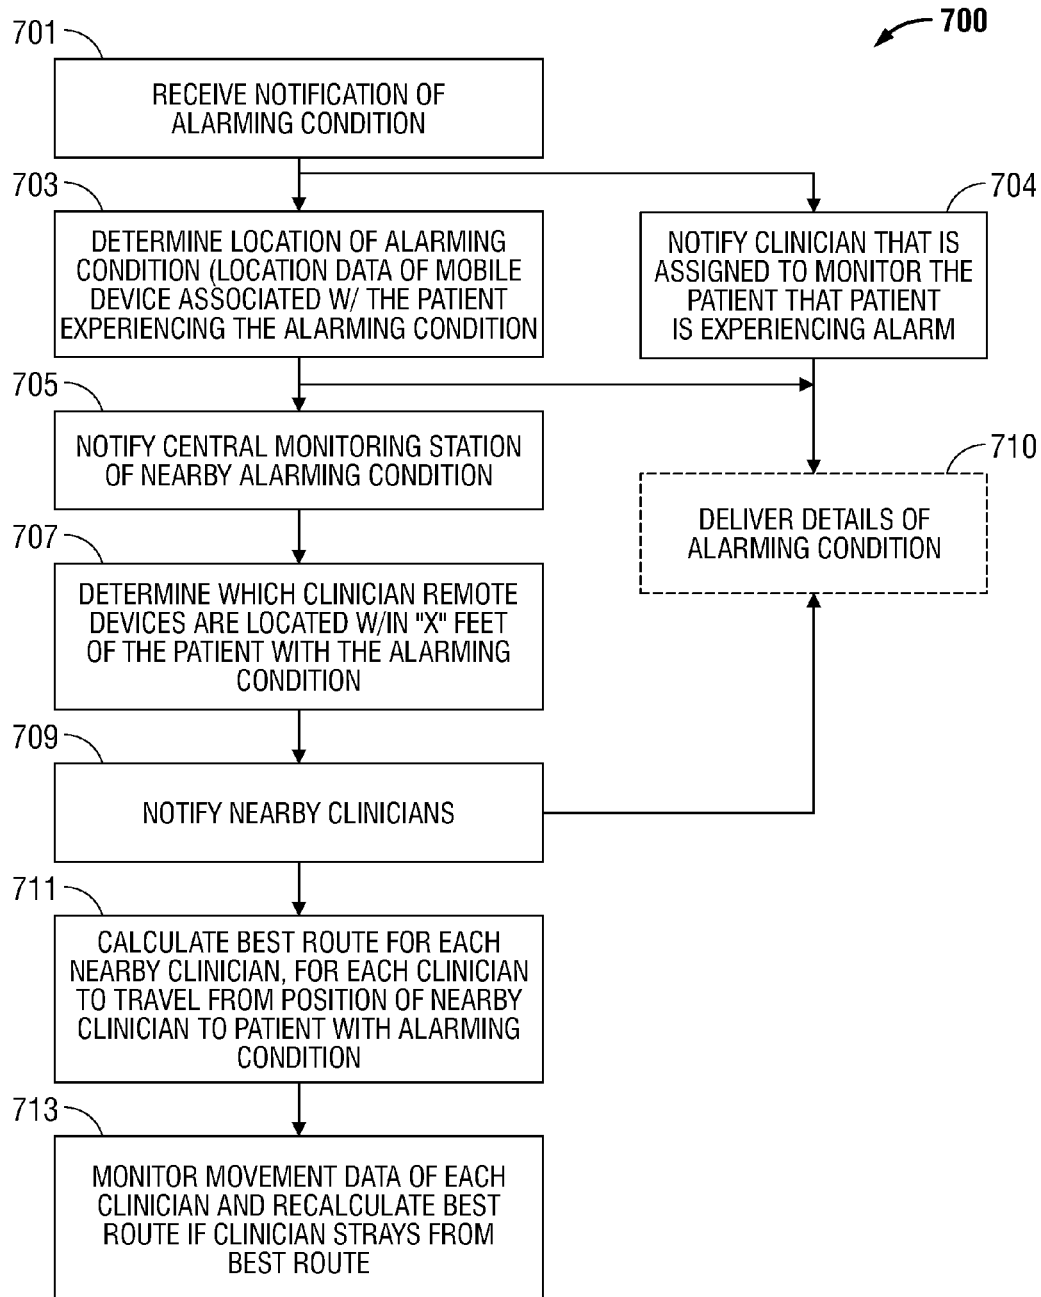 700
701
RECEIVE NOTIFICATION OF
ALARMING CONDITION
703
DETERMINE LOCATION OF ALARMING
CONDITION (LOCATION DATA OF MOBILE
DEVICE ASSOCIATED W/ THE PATIENT
EXPERIENCING THE ALARMING CONDITION
704
NOTIFY CLINICIAN THAT IS
ASSIGNED TO MONITOR THE
PATIENT THAT PATIENT
IS EXPERIENCING ALARM
705
NOTIFY CENTRAL MONITORING STATION
OF NEARBY ALARMING CONDITION
710
DELIVER DETAILS OF
ALARMING CONDITION
707
DETERMINE WHICH CLINICIAN REMOTE
DEVICES ARE LOCATED W/IN "X" FEET
OF THE PATIENT WITH THE ALARMING
CONDITION
709
NOTIFY NEARBY CLINICIANS
711
CALCULATE BEST ROUTE FOR EACH
NEARBY CLINICIAN, FOR EACH CLINICIAN
TO TRAVEL FROM POSITION OF NEARBY
CLINICIAN TO PATIENT WITH ALARMING
CONDITION
713
MONITOR MOVEMENT DATA OF EACH
CLINICIAN AND RECALCULATE BEST
ROUTE IF CLINICIAN STRAYS FROM
BEST ROUTE